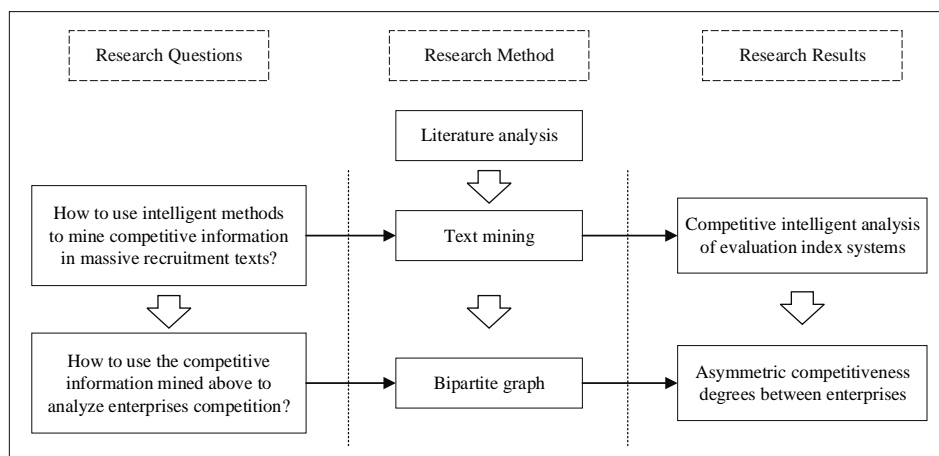 Research Questions
Research Method
Research Results
Literature analysis
How to use intelligent methods
to mine competitive information
in massive recruitment texts?
Text mining
Competitive intelligent analysis
of evaluation index systems
How to use the competitive
information mined above to
analyze enterprises competition?
Bipartite graph
Asymmetric competitiveness
degrees between enterprises